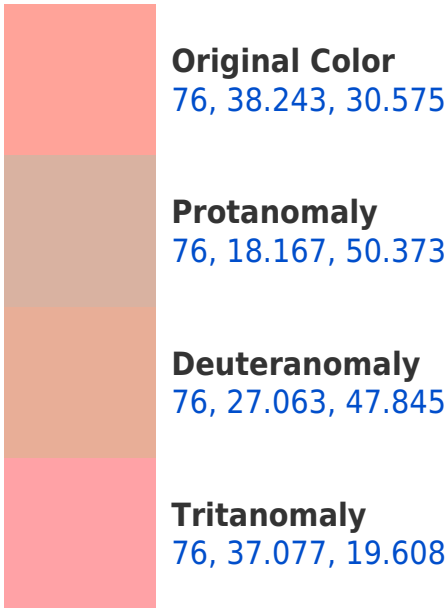 Original Color
76, 38.243, 30.575
Protanomaly
76, 18.167, 50.373
Deuteranomaly
76, 27.063, 47.845
Tritanomaly
76, 37.077, 19.608